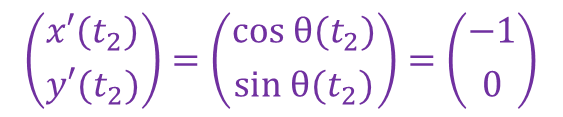 (x′(t₂)) = (cos θ(t₂)) = (−1)
(y′(t₂))   (sin θ(t₂))   (0)